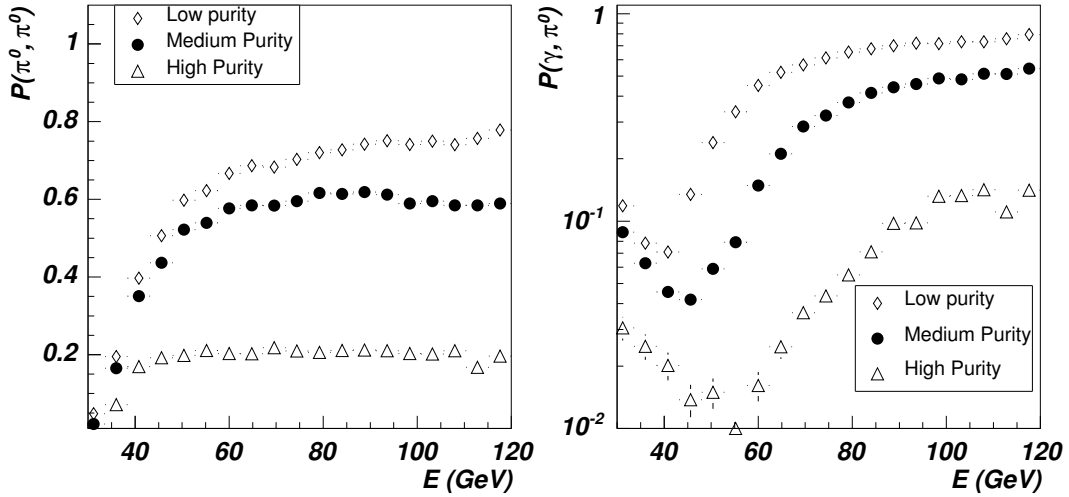 P(π⁰, π⁰)
1
0.8
0.6
0.4
0.2
Low purity
Medium Purity
High Purity
40
60
80
100
120
E (GeV)
P(γ, π⁰)
1
10⁻¹
10⁻²
Low purity
Medium Purity
High Purity
40
60
80
100
120
E (GeV)